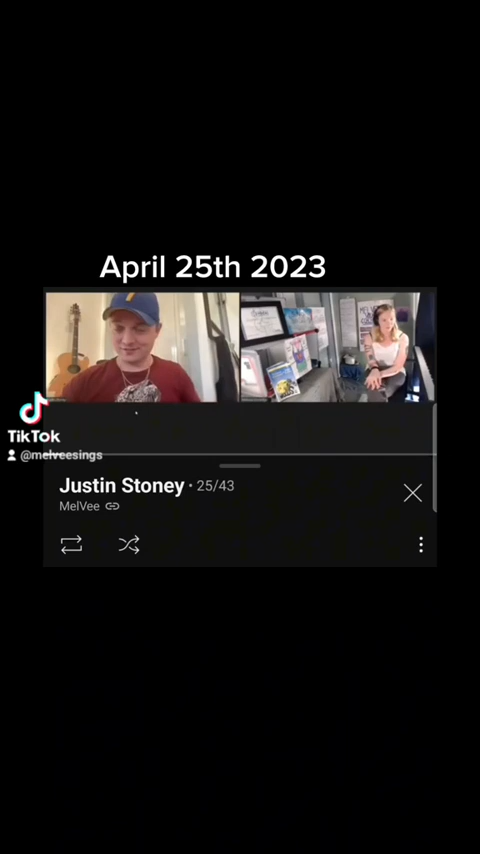 April 25th 2023
TikTok
@melveesings
Justin Stoney · 25/43
MelVee